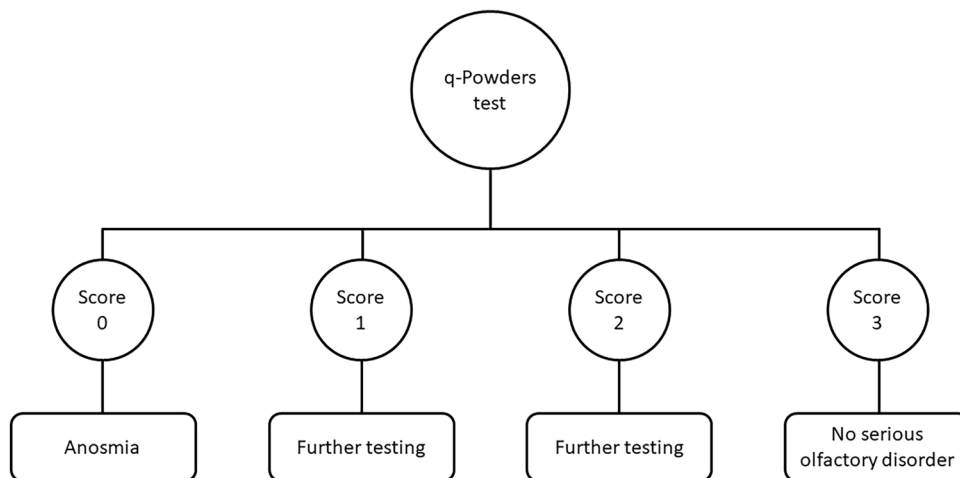 q-Powders
test
Score
0
Score
1
Score
2
Score
3
Anosmia
Further testing
Further testing
No serious
olfactory disorder